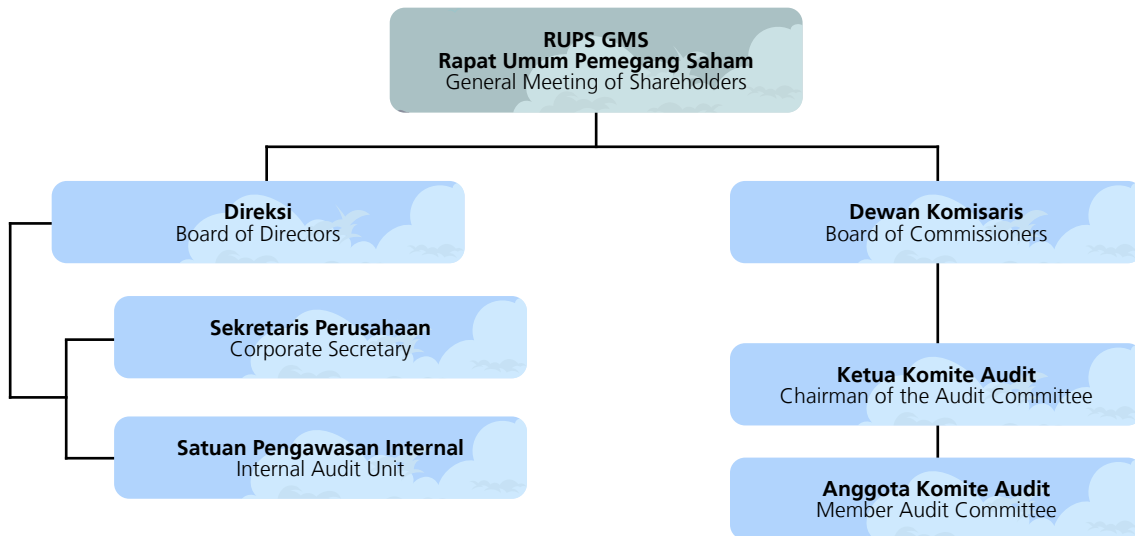 RUPS GMS
Rapat Umum Pemegang Saham
General Meeting of Shareholders
Direksi
Board of Directors
Dewan Komisaris
Board of Commissioners
Sekretaris Perusahaan
Corporate Secretary
Ketua Komite Audit
Chairman of the Audit Committee
Satuan Pengawasan Internal
Internal Audit Unit
Anggota Komite Audit
Member Audit Committee